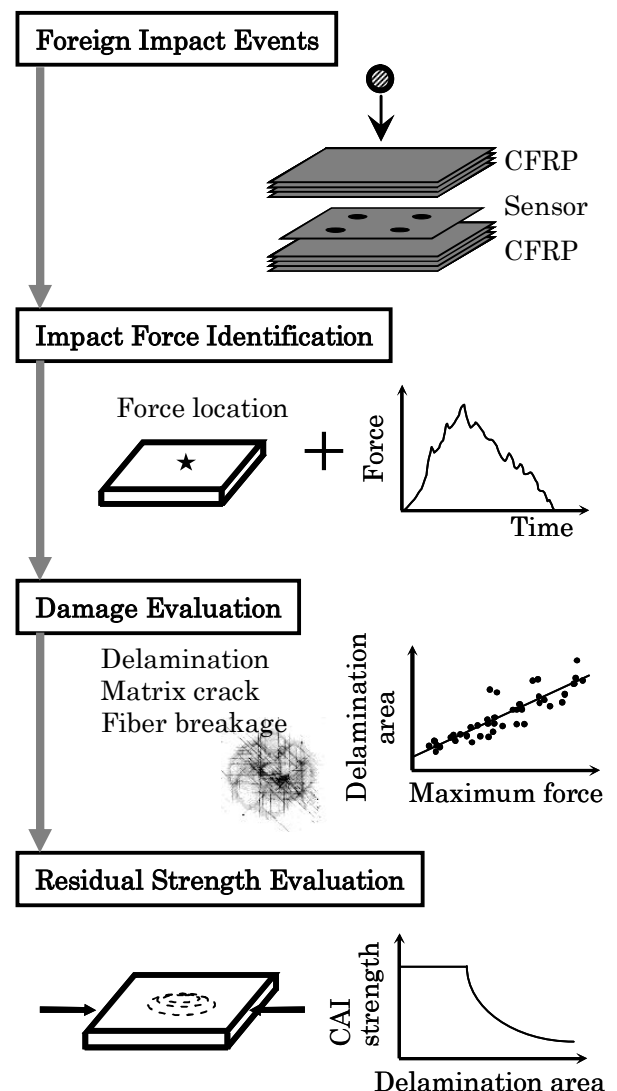 Foreign Impact Events
CFRP
Sensor
CFRP
Impact Force Identification
Force location
Force
Time
Damage Evaluation
Delamination
Matrix crack
Fiber breakage
Delamination
area
Maximum force
Residual Strength Evaluation
CAI
strength
Delamination area